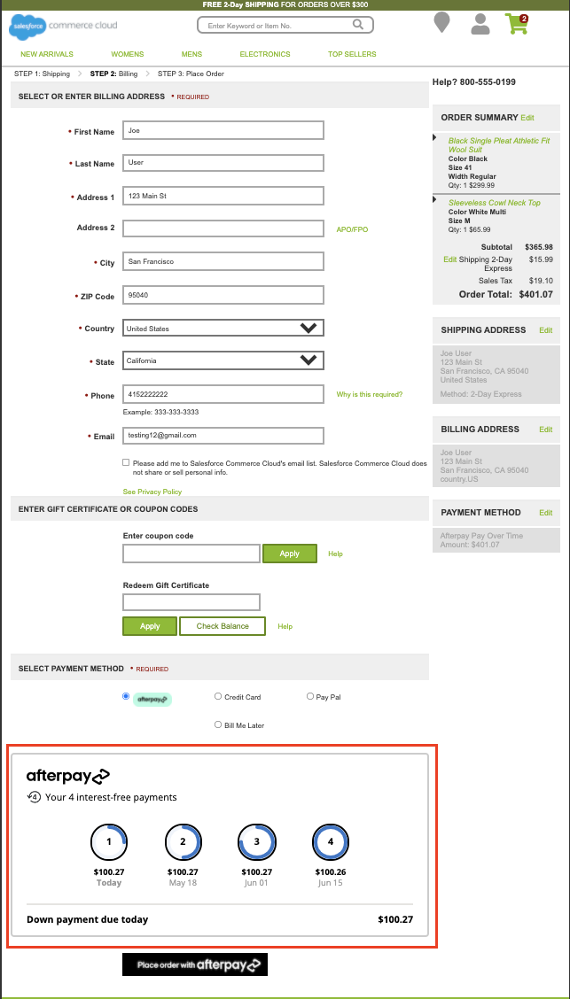 FREE 2-Day SHIPPING FOR ORDERS OVER $300
salesforce commerce cloud
Enter Keyword or Item No.
2
NEW ARRIVALS WOMENS MENS ELECTRONICS TOP SELLERS
STEP 1: Shipping STEP 2: Billing STEP 3: Place Order
SELECT OR ENTER BILLING ADDRESS • REQUIRED
• First Name Joe
• Last Name User
• Address 1 123 Main St
Address 2 APO/FPO
• City San Francisco
• ZIP Code 95040
• Country United States
• State California
• Phone 4152222222 Why is this required?
Example: 333-333-3333
• Email testing12@gmail.com
Please add me to Salesforce Commerce Cloud's email list. Salesforce Commerce Cloud does
not share or sell personal info.
See Privacy Policy
ENTER GIFT CERTIFICATE OR COUPON CODES
Enter coupon code
Apply Help
Redeem Gift Certificate
Apply Check Balance Help
SELECT PAYMENT METHOD • REQUIRED
afterpay Credit Card Pay Pal
Bill Me Later
afterpay
4 Your 4 interest-free payments
1 2 3 4
$100.27 $100.27 $100.27 $100.26
Today May 18 Jun 01 Jun 15
Down payment due today $100.27
Place order with afterpay
Help? 800-555-0199
ORDER SUMMARY Edit
Black Single Pleat Athletic Fit
Wool Suit
Color Black
Size 41
Width Regular
Qty: 1 $299.99
Sleeveless Cowl Neck Top
Color White Multi
Size M
Qty: 1 $65.99
Subtotal $365.98
Edit Shipping 2-Day $15.99
Express
Sales Tax $19.10
Order Total: $401.07
SHIPPING ADDRESS Edit
Joe User
123 Main St
San Francisco, CA 95040
United States
Method: 2-Day Express
BILLING ADDRESS Edit
Joe User
123 Main St
San Francisco, CA 95040
country.US
PAYMENT METHOD Edit
Afterpay Pay Over Time
Amount: $401.07